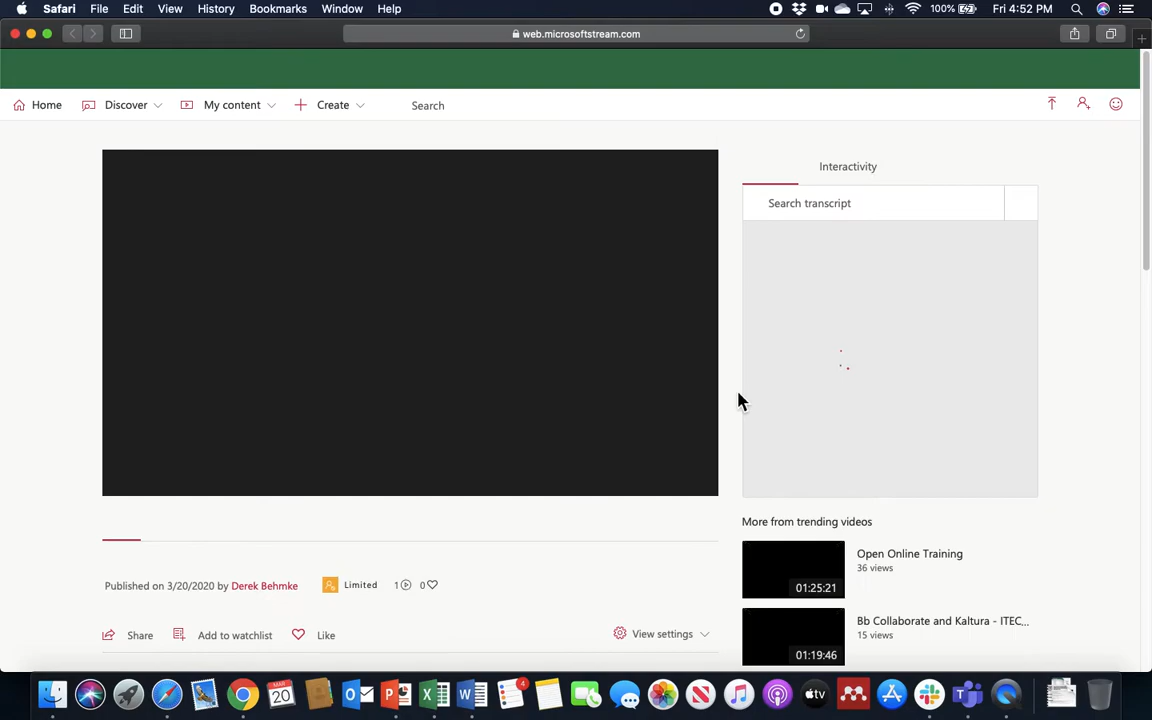 Safari File Edit View History Bookmarks Window Help 100% Fri 4:52 PM
web.microsoftstream.com
Home Discover My content Create Search
Interactivity
Search transcript
More from trending videos
Open Online Training
36 views
01:25:21
Published on 3/20/2020 by Derek Behmke Limited 1 0
Bb Collaborate and Kaltura - ITEC...
15 views
Share Add to watchlist Like View settings
01:19:46
4
20
tv